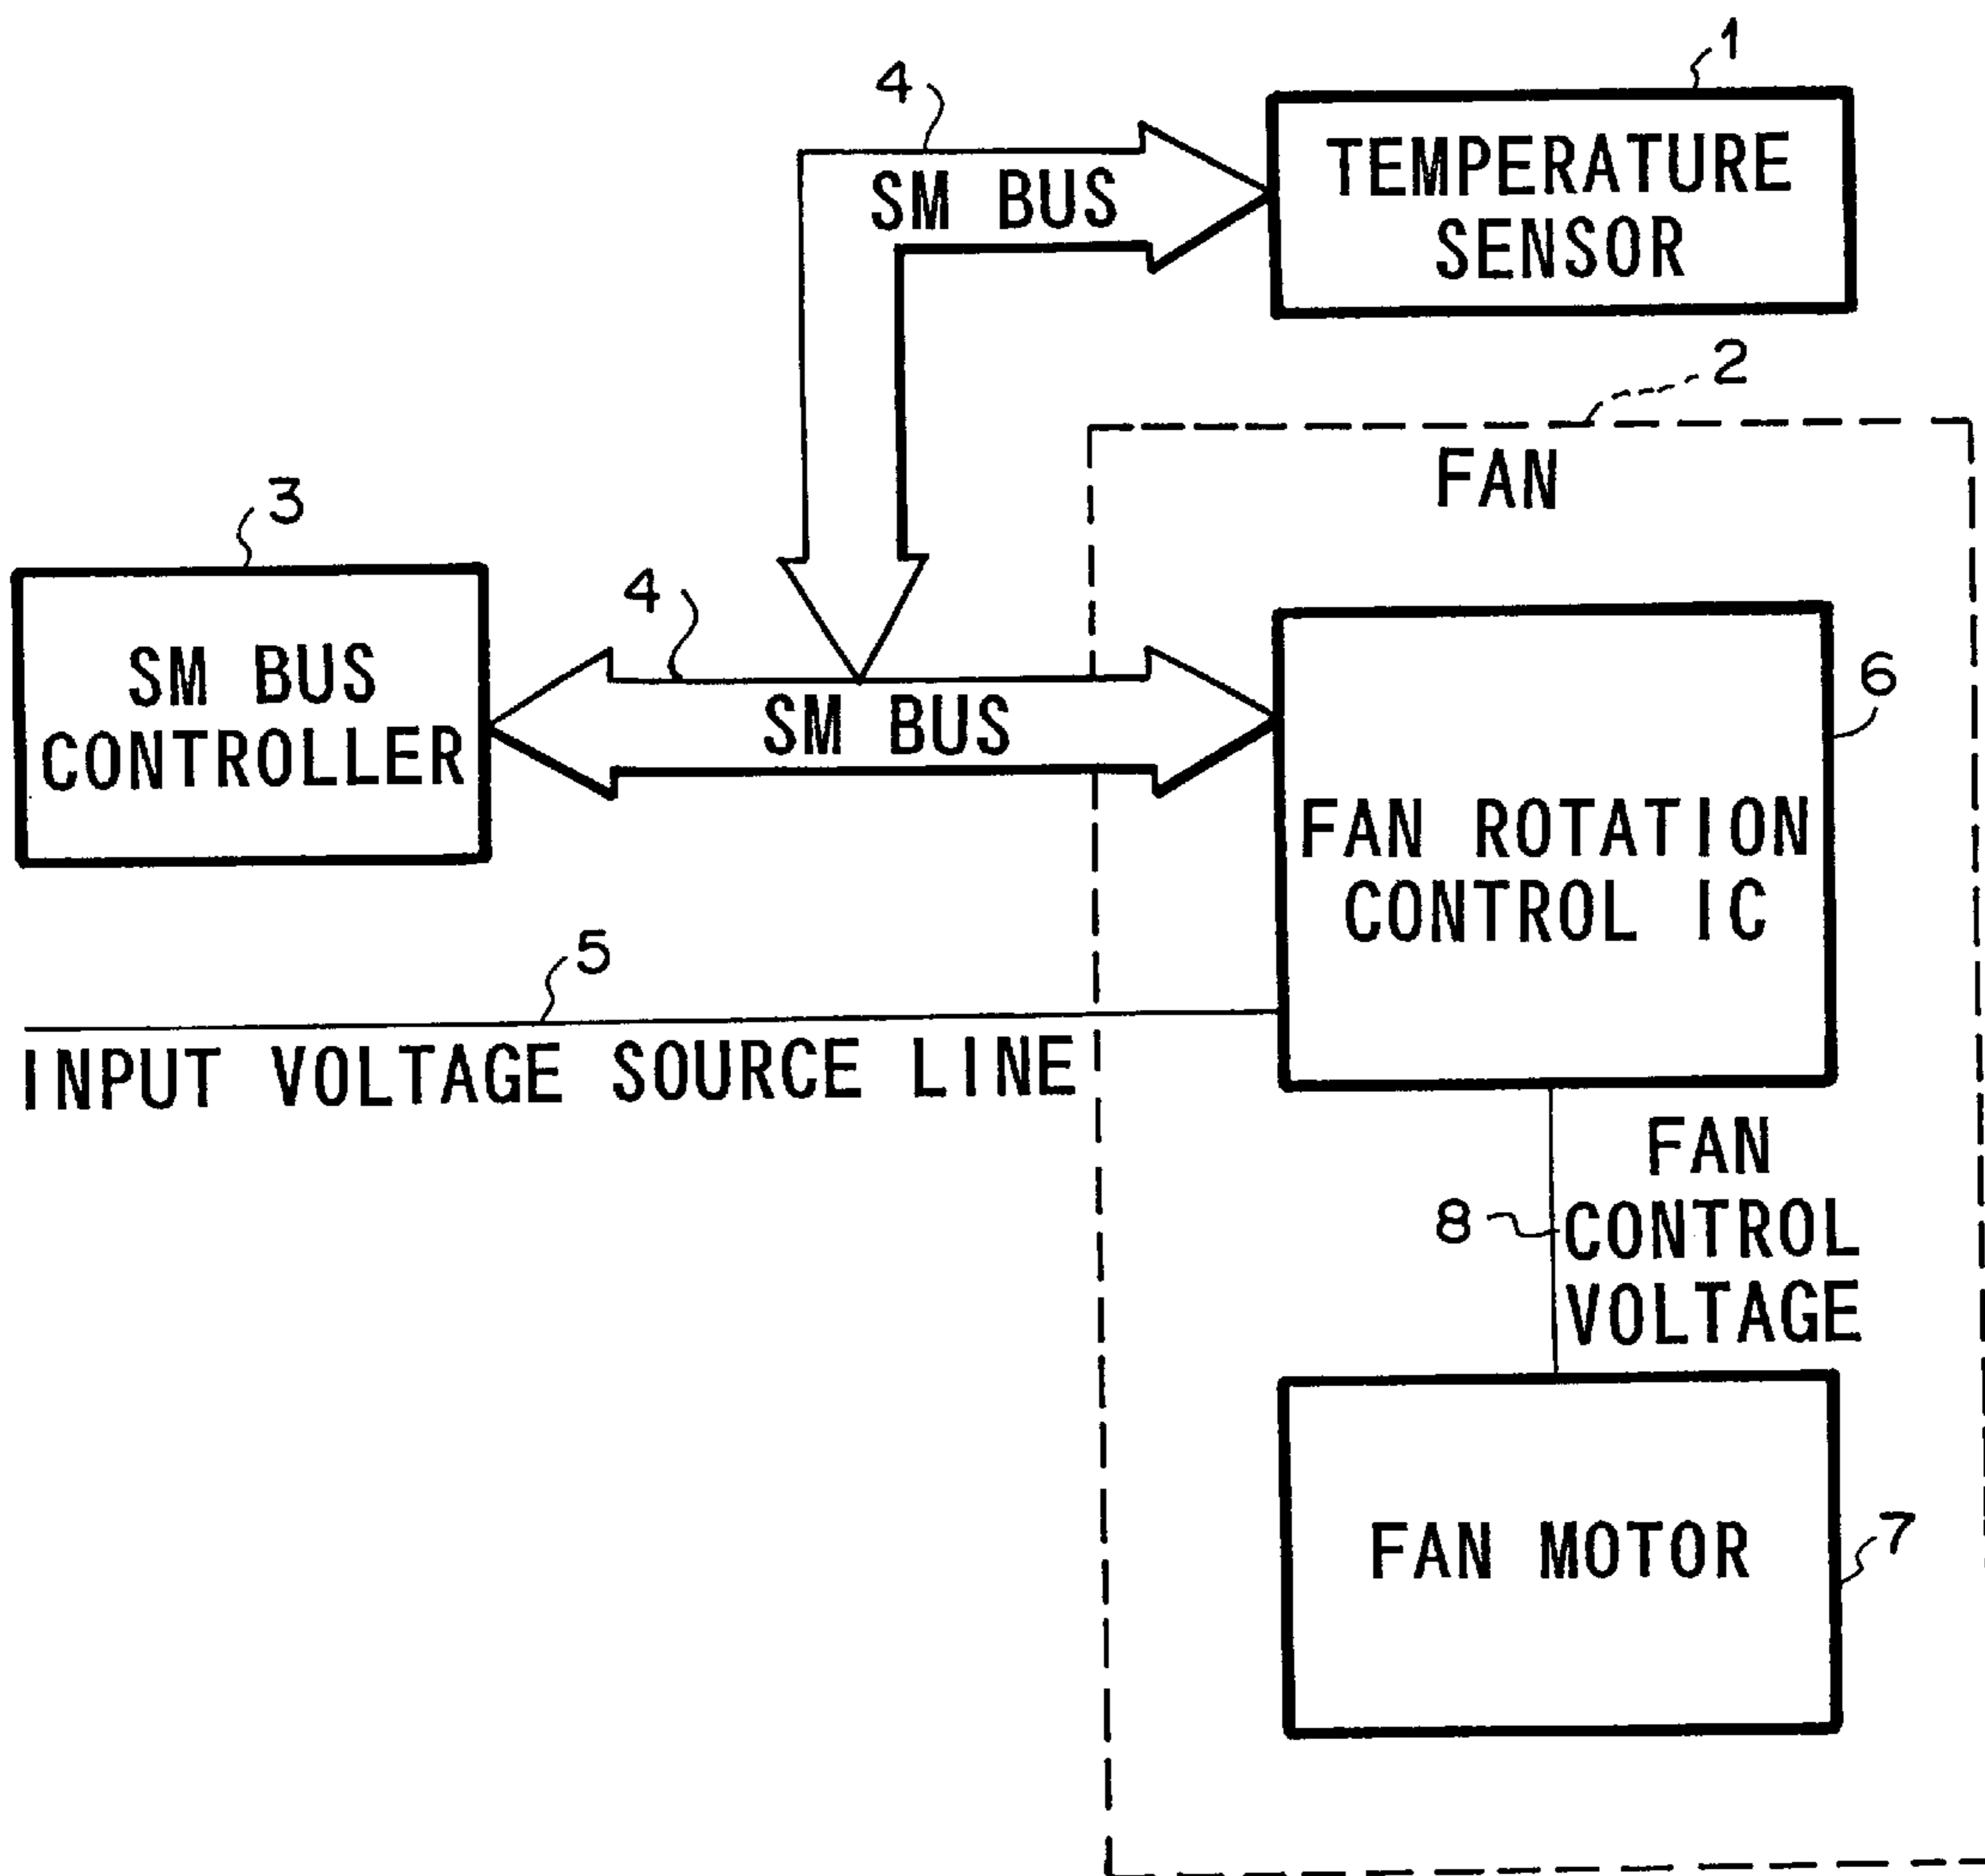 1
4
TEMPERATURE
SENSOR
SM BUS
2
FAN
3
4
SM BUS
CONTROLLER
SM BUS
6
FAN ROTATION
CONTROL IC
5
INPUT VOLTAGE SOURCE LINE
FAN
8
CONTROL
VOLTAGE
FAN MOTOR
7